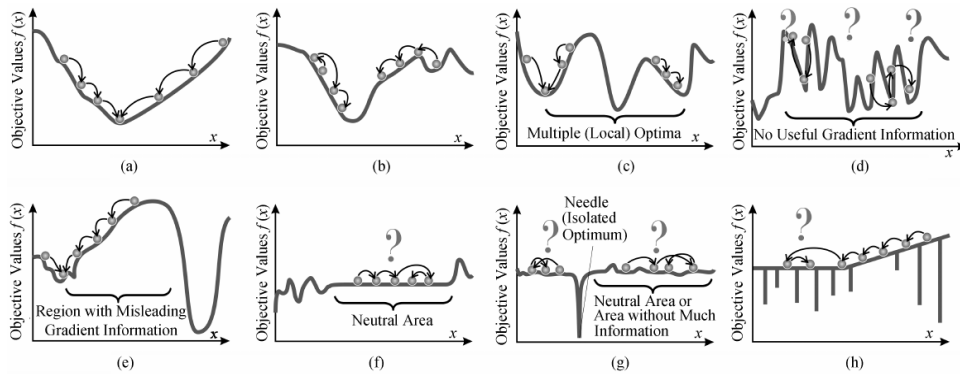 Objective Values f (x)
x
(a)
Objective Values f (x)
x
(b)
Objective Values f (x)
Multiple (Local) Optima
x
(c)
Objective Values f (x)
? ? ?
No Useful Gradient Information
x
(d)
Objective Values f (x)
Region with Misleading
Gradient Information
x
(e)
Objective Values f (x)
?
Neutral Area
x
(f)
Objective Values f (x)
Needle
(Isolated
Optimum)
? ?
Neutral Area or
Area without Much
Information
x
(g)
Objective Values f (x)
?
x
(h)